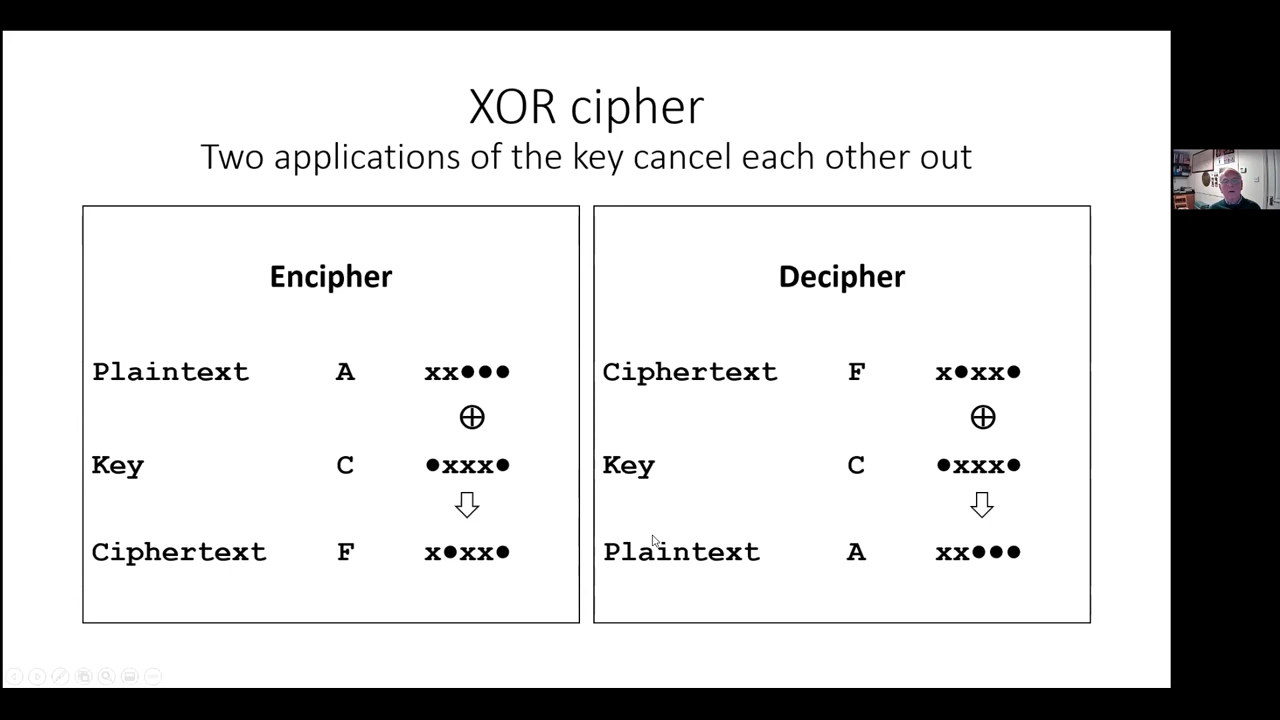 XOR cipher
Two applications of the key cancel each other out
Encipher
Plaintext A xx●●●
⊕
Key C ●xxx●
⇩
Ciphertext F x●xx●
Decipher
Ciphertext F x●xx●
⊕
Key C ●xxx●
⇩
Plaintext A xx●●●